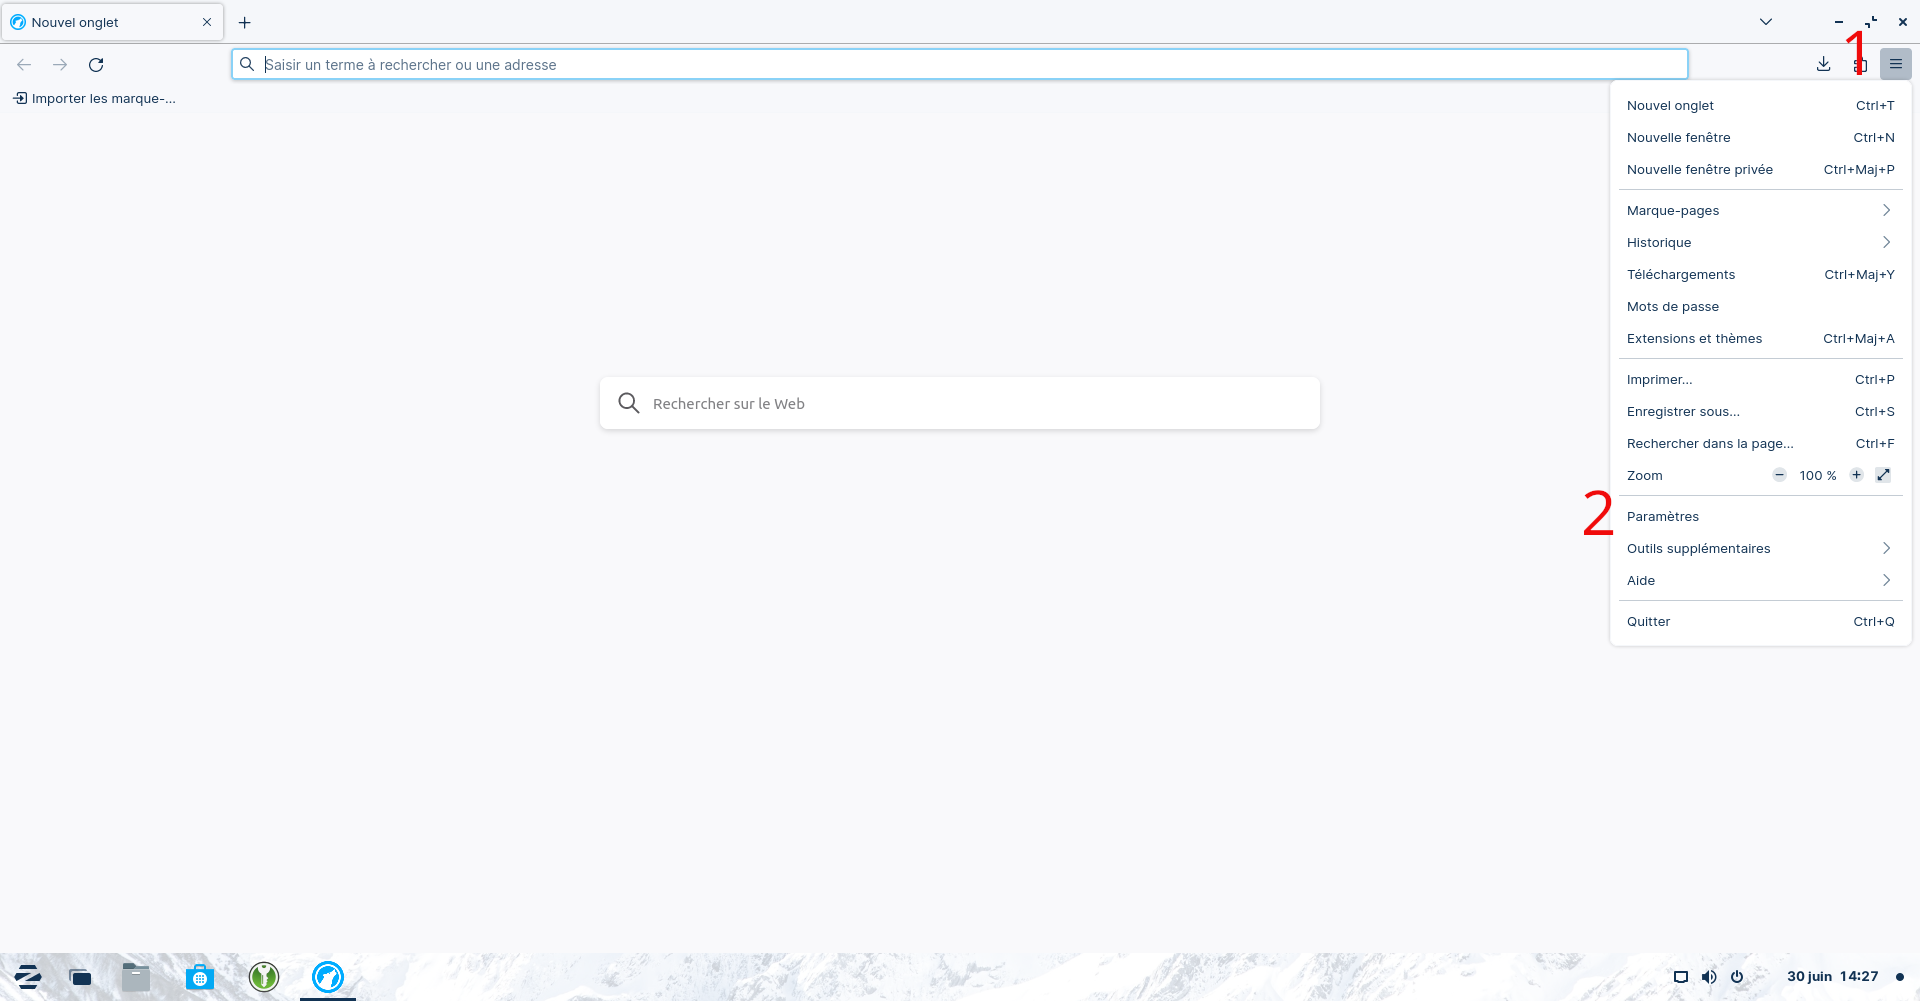 Nouvel onglet
1
Saisir un terme à rechercher ou une adresse
Importer les marque-...
Nouvel onglet Ctrl+T
Nouvelle fenêtre Ctrl+N
Nouvelle fenêtre privée Ctrl+Maj+P
Marque-pages
Historique
Téléchargements Ctrl+Maj+Y
Mots de passe
Extensions et thèmes Ctrl+Maj+A
Imprimer... Ctrl+P
Rechercher sur le Web
Enregistrer sous... Ctrl+S
Rechercher dans la page... Ctrl+F
Zoom − 100 % +
2
Paramètres
Outils supplémentaires
Aide
Quitter Ctrl+Q
30 juin 14:27